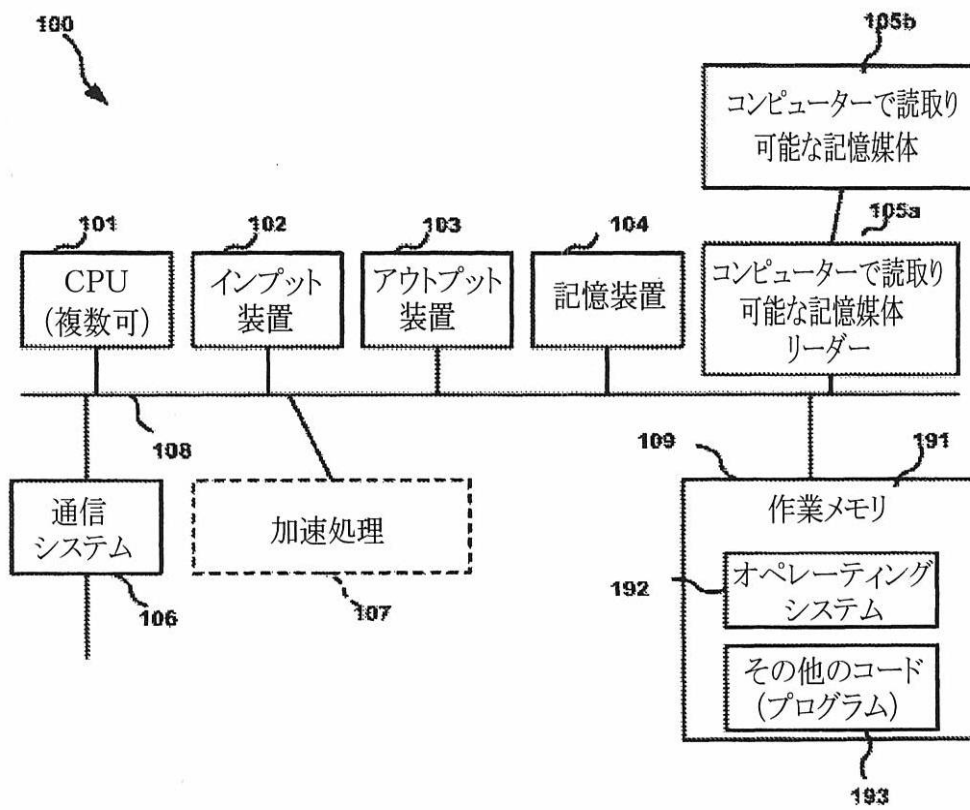 100
105b
コンピューターで読取り
可能な記憶媒体
101
102
103
104
105a
CPU
(複数可)
インプット
装置
アウトプット
装置
記憶装置
コンピューターで読取り
可能な記憶媒体
リーダー
108
109
191
通信
システム
106
加速処理
107
作業メモリ
192
オペレーティング
システム
その他のコード
(プログラム)
193